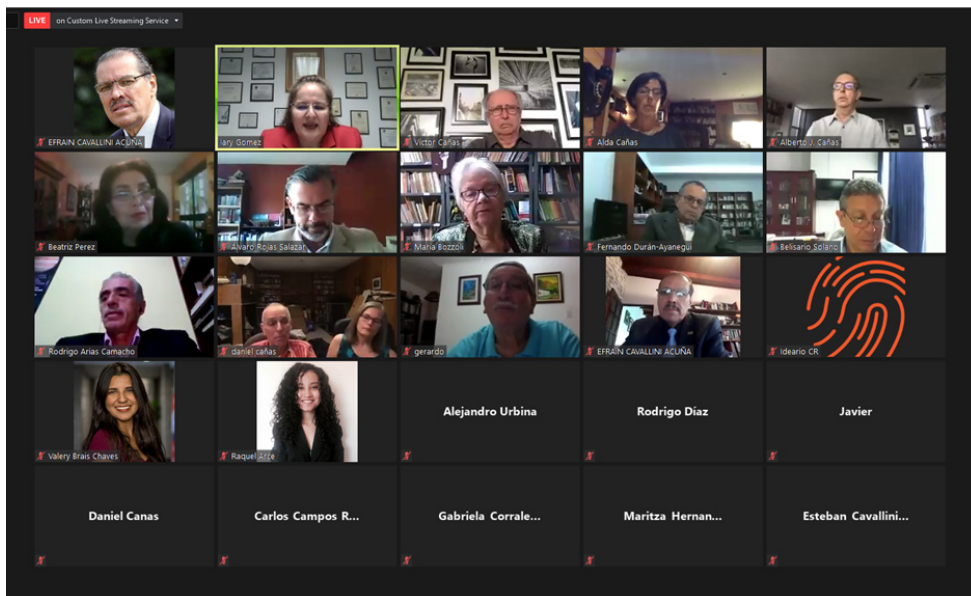 LIVE on Custom Live Streaming Service
EFRAIN CAVALLINI ACUÑA
lary Gomez
Victor Cañas
Alda Cañas
Alberto J. Cañas
Beatriz Perez
Alvaro Rojas Salazar
María Bozzoli
Fernando Durán-Ayanegui
Belisario Solano
Rodrigo Arias Camacho
daniel cañas
gerardo
EFRAIN CAVALLINI ACUÑA
Ideario CR
Valery Brais Chaves
Raquel Arce
Alejandro Urbina
Rodrigo Díaz
Javier
Daniel Canas
Carlos Campos R...
Gabriela Corrale...
Maritza Hernan...
Esteban Cavallini...